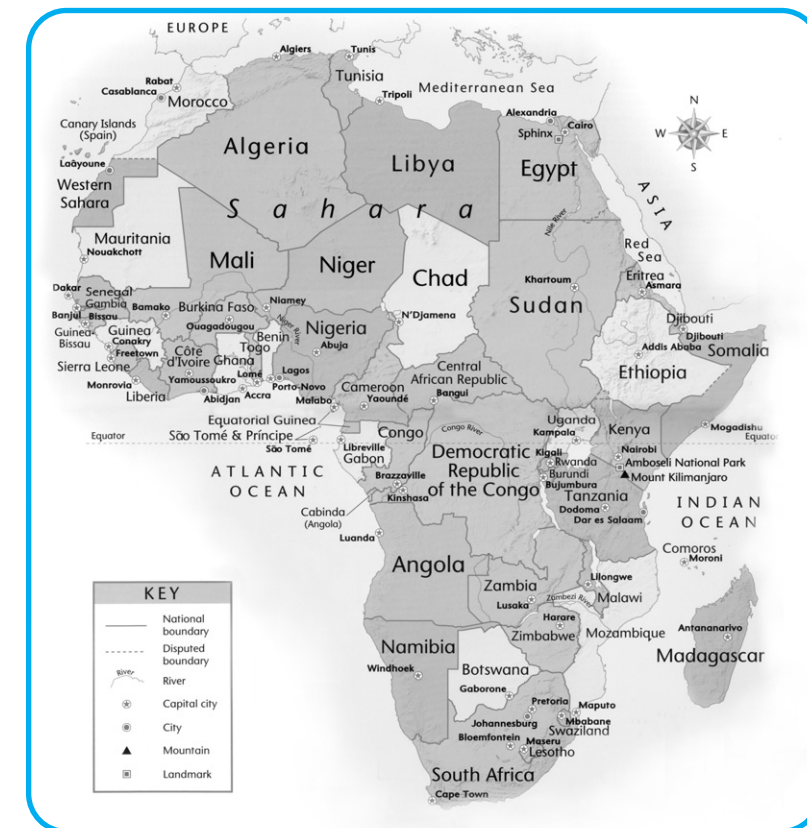 EUROPE
Algiers
Tunis
Tunisia
Mediterranean Sea
Rabat
Casablanca
Morocco
Tripoli
Canary Islands
(Spain)
Alexandria
Cairo
Sphinx
N
W
E
S
Algeria
Libya
Egypt
ASIA
Laâyoune
Western
Sahara
Sahara
Nile River
Red
Sea
Mauritania
Nouakchott
Mali
Niger
Chad
Sudan
Khartoum
Eritrea
Asmara
Dakar
Senegal
Gambia
Banjul
Bissau
Bamako
Burkina Faso
Niamey
Ouagadougou
Niger River
N'Djamena
Djibouti
Djibouti
Guinea-
Bissau
Guinea
Conakry
Freetown
Sierra Leone
Côte
d'Ivoire
Ghana
Togo
Benin
Nigeria
Abuja
Addis Ababa
Ethiopia
Somalia
Monrovia
Liberia
Yamoussoukro
Lomé
Lagos
Porto-Novo
Abidjan
Accra
Malabo
Cameroon
Yaoundé
Central
African Republic
Bangui
Equatorial Guinea
São Tomé & Príncipe
Congo
Congo River
Uganda
Kampala
Kenya
Mogadishu
Equator
Equator
São Tomé
Libreville
Gabon
Democratic
Republic
of the Congo
Kigali
Rwanda
Burundi
Bujumbura
Nairobi
Amboseli National Park
Mount Kilimanjaro
ATLANTIC
OCEAN
Brazzaville
Kinshasa
Cabinda
(Angola)
Tanzania
Dodoma
Dar es Salaam
INDIAN
OCEAN
Luanda
Angola
Comoros
Moroni
Zambia
Lusaka
Lilongwe
Malawi
Zambezi River
Harare
Zimbabwe
Mozambique
Antananarivo
Madagascar
Namibia
Windhoek
Botswana
Gaborone
Pretoria
Johannesburg
Maputo
Mbabane
Swaziland
Bloemfontein
Maseru
Lesotho
South Africa
Cape Town
KEY
National
boundary
Disputed
boundary
River
River
Capital city
City
Mountain
Landmark